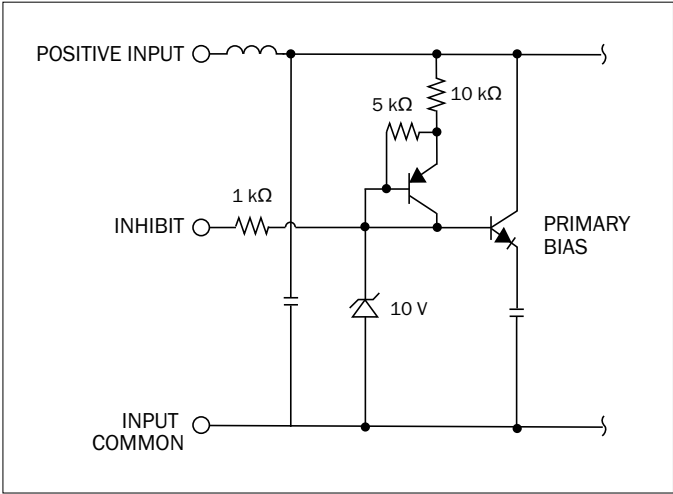 POSITIVE INPUT
10 kΩ
5 kΩ
1 kΩ
INHIBIT
PRIMARY
BIAS
10 V
INPUT
COMMON